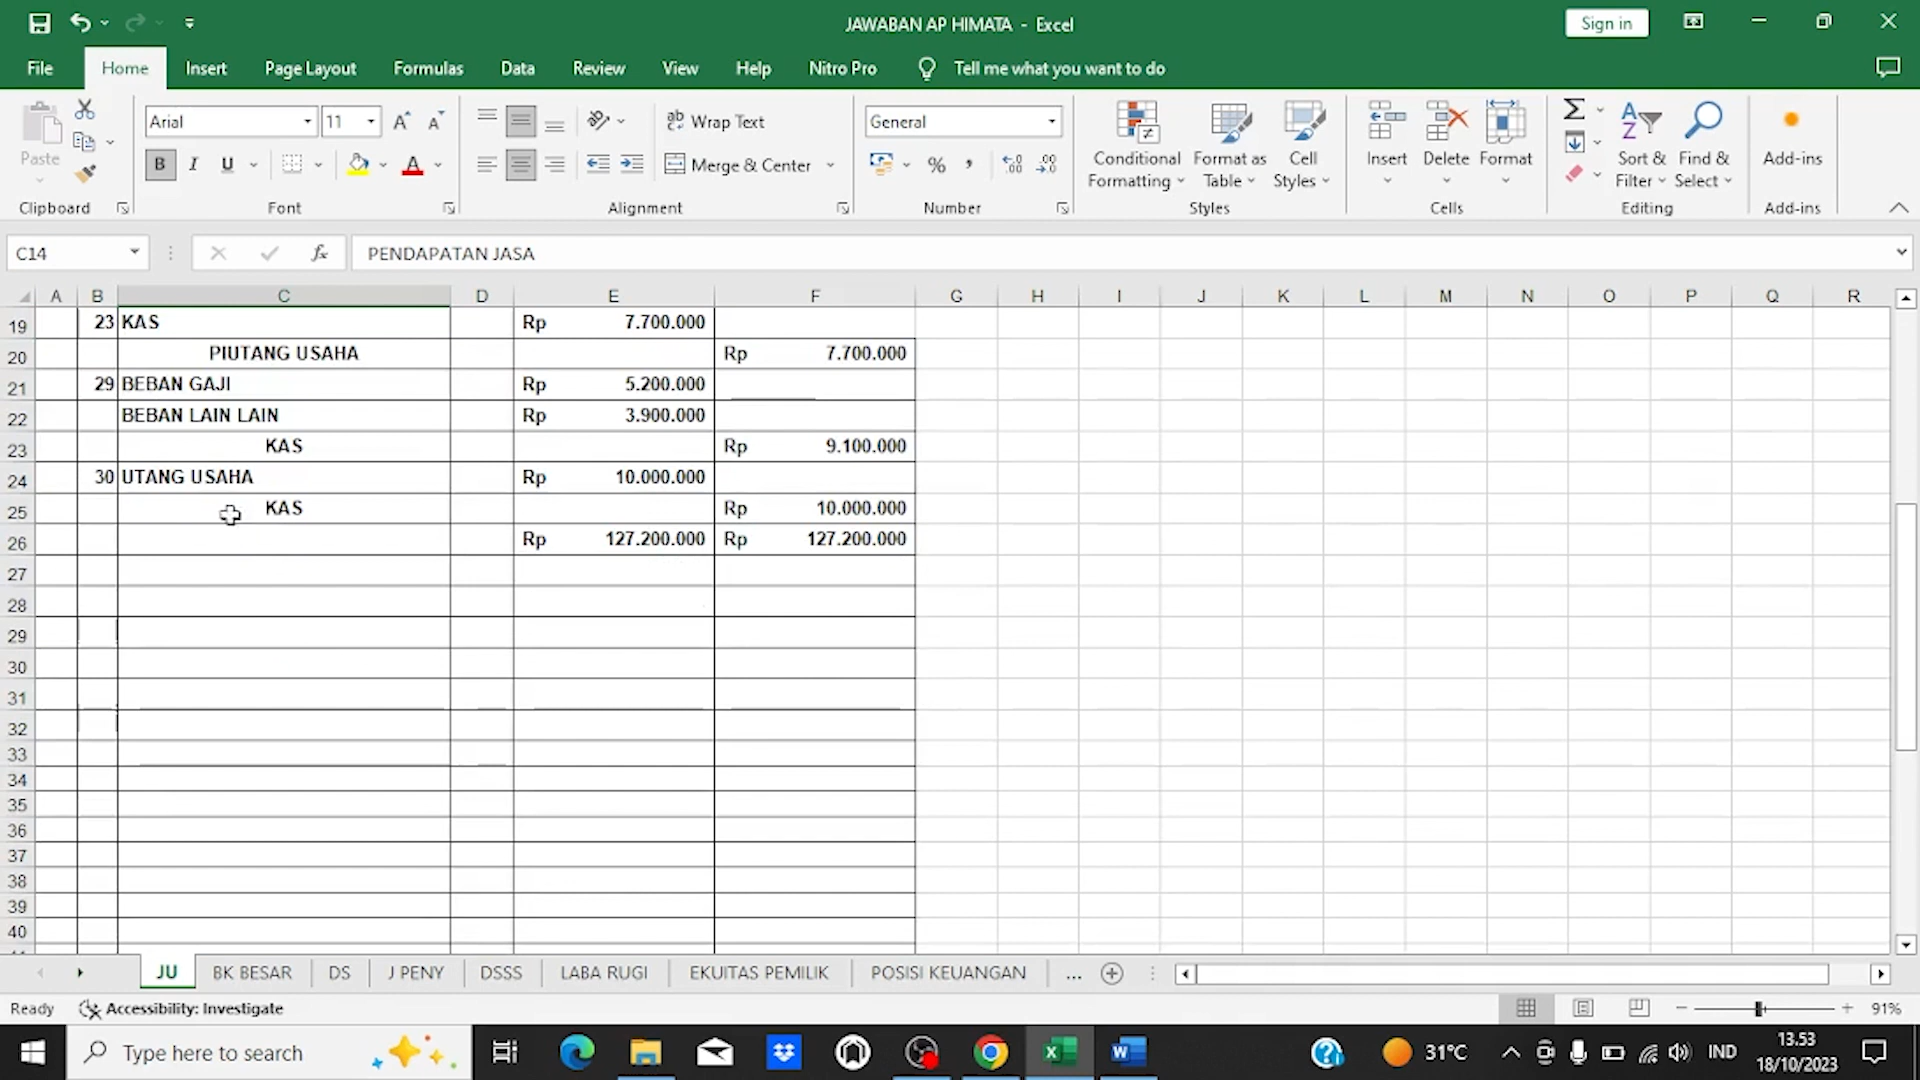 JAWABAN AP HIMATA - Excel
Sign in
File Home Insert Page Layout Formulas Data Review View Help Nitro Pro Tell me what you want to do
Paste
Arial 11
Wrap Text
General
B I U
Merge & Center
% ,
Conditional Formatting
Format as Table
Cell Styles
Insert
Delete
Format
Sort & Filter
Find & Select
Add-ins
Clipboard Font Alignment Number Styles Cells Editing Add-ins
C14 fx PENDAPATAN JASA
A B C D E F G H I J K L M N O P Q R
19 23 KAS Rp 7.700.000
20 PIUTANG USAHA Rp 7.700.000
21 29 BEBAN GAJI Rp 5.200.000
22 BEBAN LAIN LAIN Rp 3.900.000
23 KAS Rp 9.100.000
24 30 UTANG USAHA Rp 10.000.000
25 KAS Rp 10.000.000
26 Rp 127.200.000 Rp 127.200.000
27
28
29
30
31
32
33
34
35
36
37
38
39
40
JU BK BESAR DS J PENY DSSS LABA RUGI EKUITAS PEMILIK POSISI KEUANGAN ...
Ready Accessibility: Investigate 91%
Type here to search 31°C IND 13.53
18/10/2023